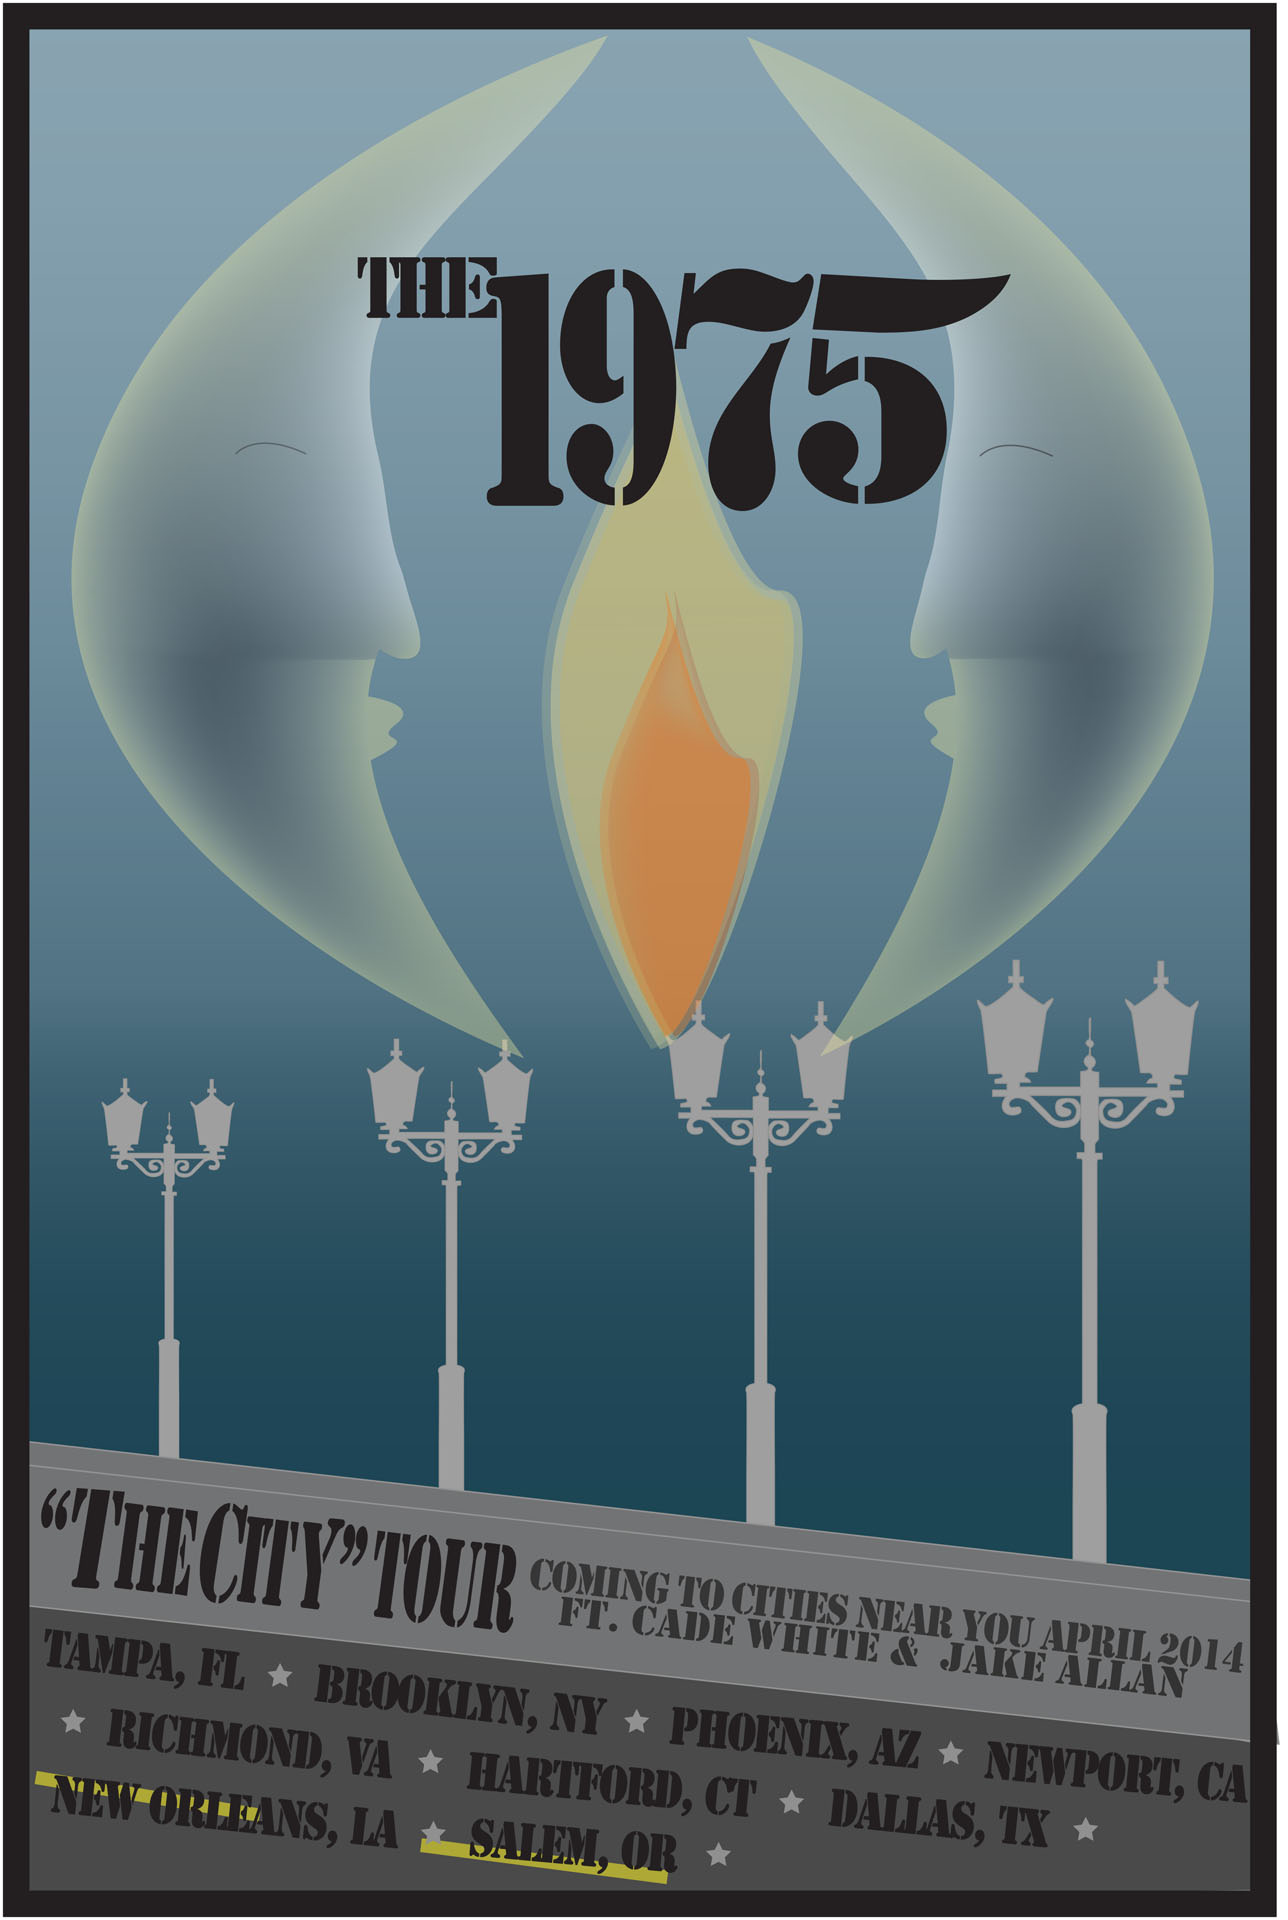 THE 1975
“THE CITY” TOUR
COMING TO CITIES NEAR YOU APRIL 2014
FT. CADE WHITE & JAKE ALLAN
TAMPA, FL ★ BROOKLYN, NY ★ PHOENIX, AZ ★ NEWPORT, CA
★ RICHMOND, VA ★ HARTFORD, CT ★ DALLAS, TX ★
NEW ORLEANS, LA ★ SALEM, OR ★